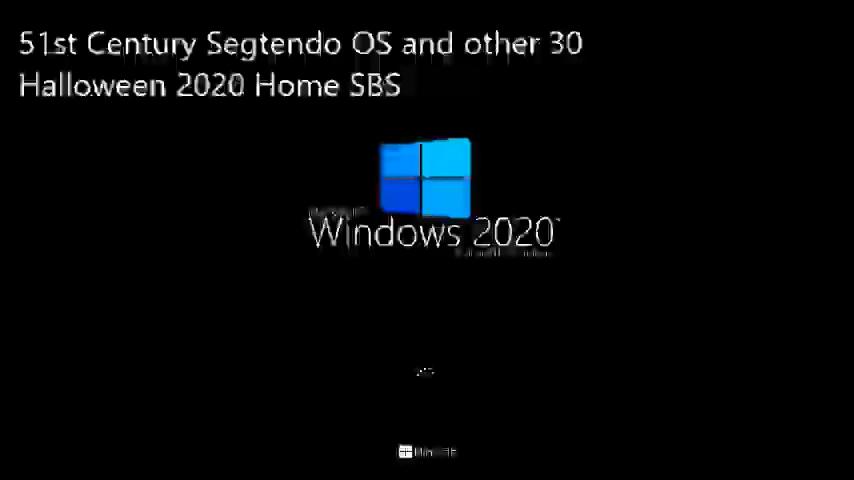 51st Century Segtendo OS and other 30
Halloween 2020 Home SBS
Windows 2020